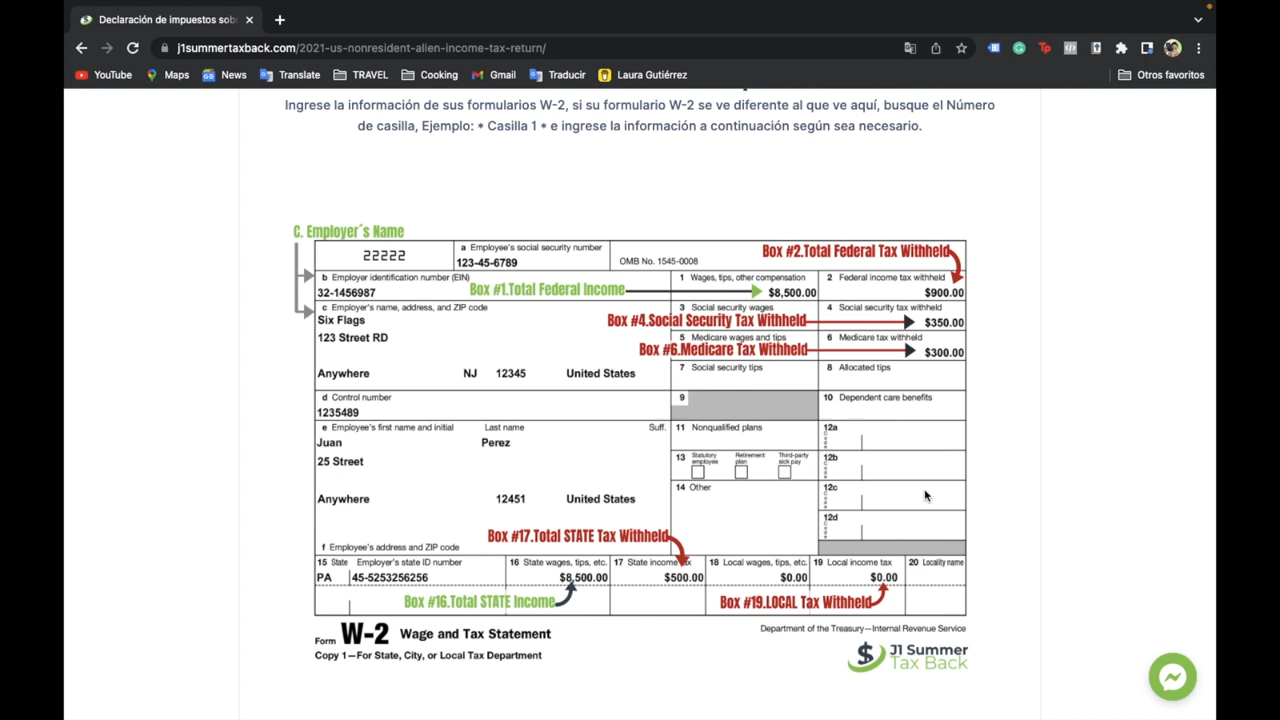 Declaración de impuestos sob
j1summertaxback.com/2021-us-nonresident-alien-income-tax-return/
YouTube Maps News Translate TRAVEL Cooking Gmail Traducir Laura Gutiérrez Otros favoritos
Ingrese la información de sus formularios W-2, si su formulario W-2 se ve diferente al que ve aquí, busque el Número
de casilla, Ejemplo: * Casilla 1 * e ingrese la información a continuación según sea necesario.
C. Employer´s Name
22222
a Employee's social security number
123-45-6789
OMB No. 1545-0008
Box #2.Total Federal Tax Withheld
b Employer identification number (EIN)
32-1456987
Box #1.Total Federal Income
1 Wages, tips, other compensation
$8,500.00
2 Federal income tax withheld
$900.00
c Employer's name, address, and ZIP code
Six Flags
123 Street RD
Anywhere NJ 12345 United States
3 Social security wages
Box #4.Social Security Tax Withheld
4 Social security tax withheld
$350.00
5 Medicare wages and tips
Box #6.Medicare Tax Withheld
6 Medicare tax withheld
$300.00
7 Social security tips
8 Allocated tips
d Control number
1235489
9
10 Dependent care benefits
e Employee's first name and initial Last name Suff.
Juan Perez
25 Street
Anywhere 12451 United States
11 Nonqualified plans
12a
Code
13 Statutory employee Retirement plan Third-party sick pay
12b
Code
14 Other
12c
Code
12d
Code
Box #17.Total STATE Tax Withheld
f Employee's address and ZIP code
15 State Employer's state ID number
PA 45-5253256256
16 State wages, tips, etc.
$8,500.00
17 State income tax
$500.00
18 Local wages, tips, etc.
$0.00
19 Local income tax
$0.00
20 Locality name
Box #16.Total STATE Income
Box #19.LOCAL Tax Withheld
Form W-2 Wage and Tax Statement
Copy 1—For State, City, or Local Tax Department
Department of the Treasury—Internal Revenue Service
$ J1 Summer
Tax Back